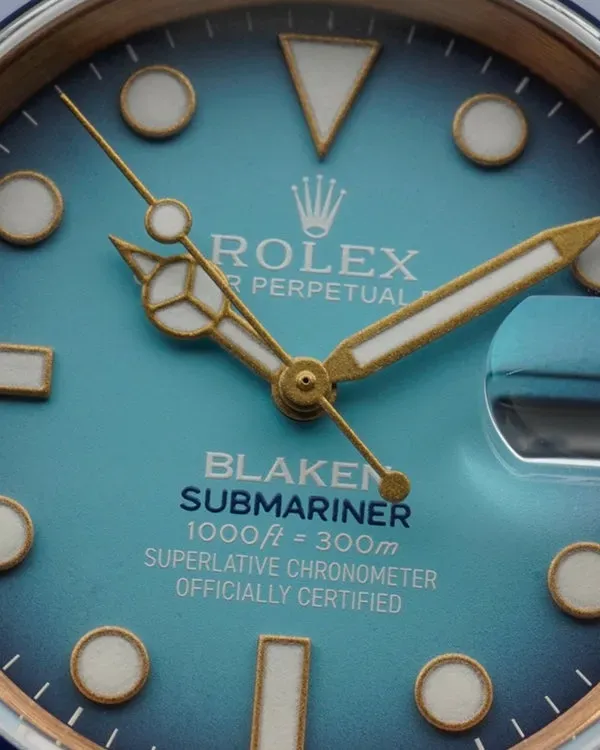 ROLEX
R PERPETUAL
BLAKEN
SUBMARINER
1000ft = 300m
SUPERLATIVE CHRONOMETER
OFFICIALLY CERTIFIED